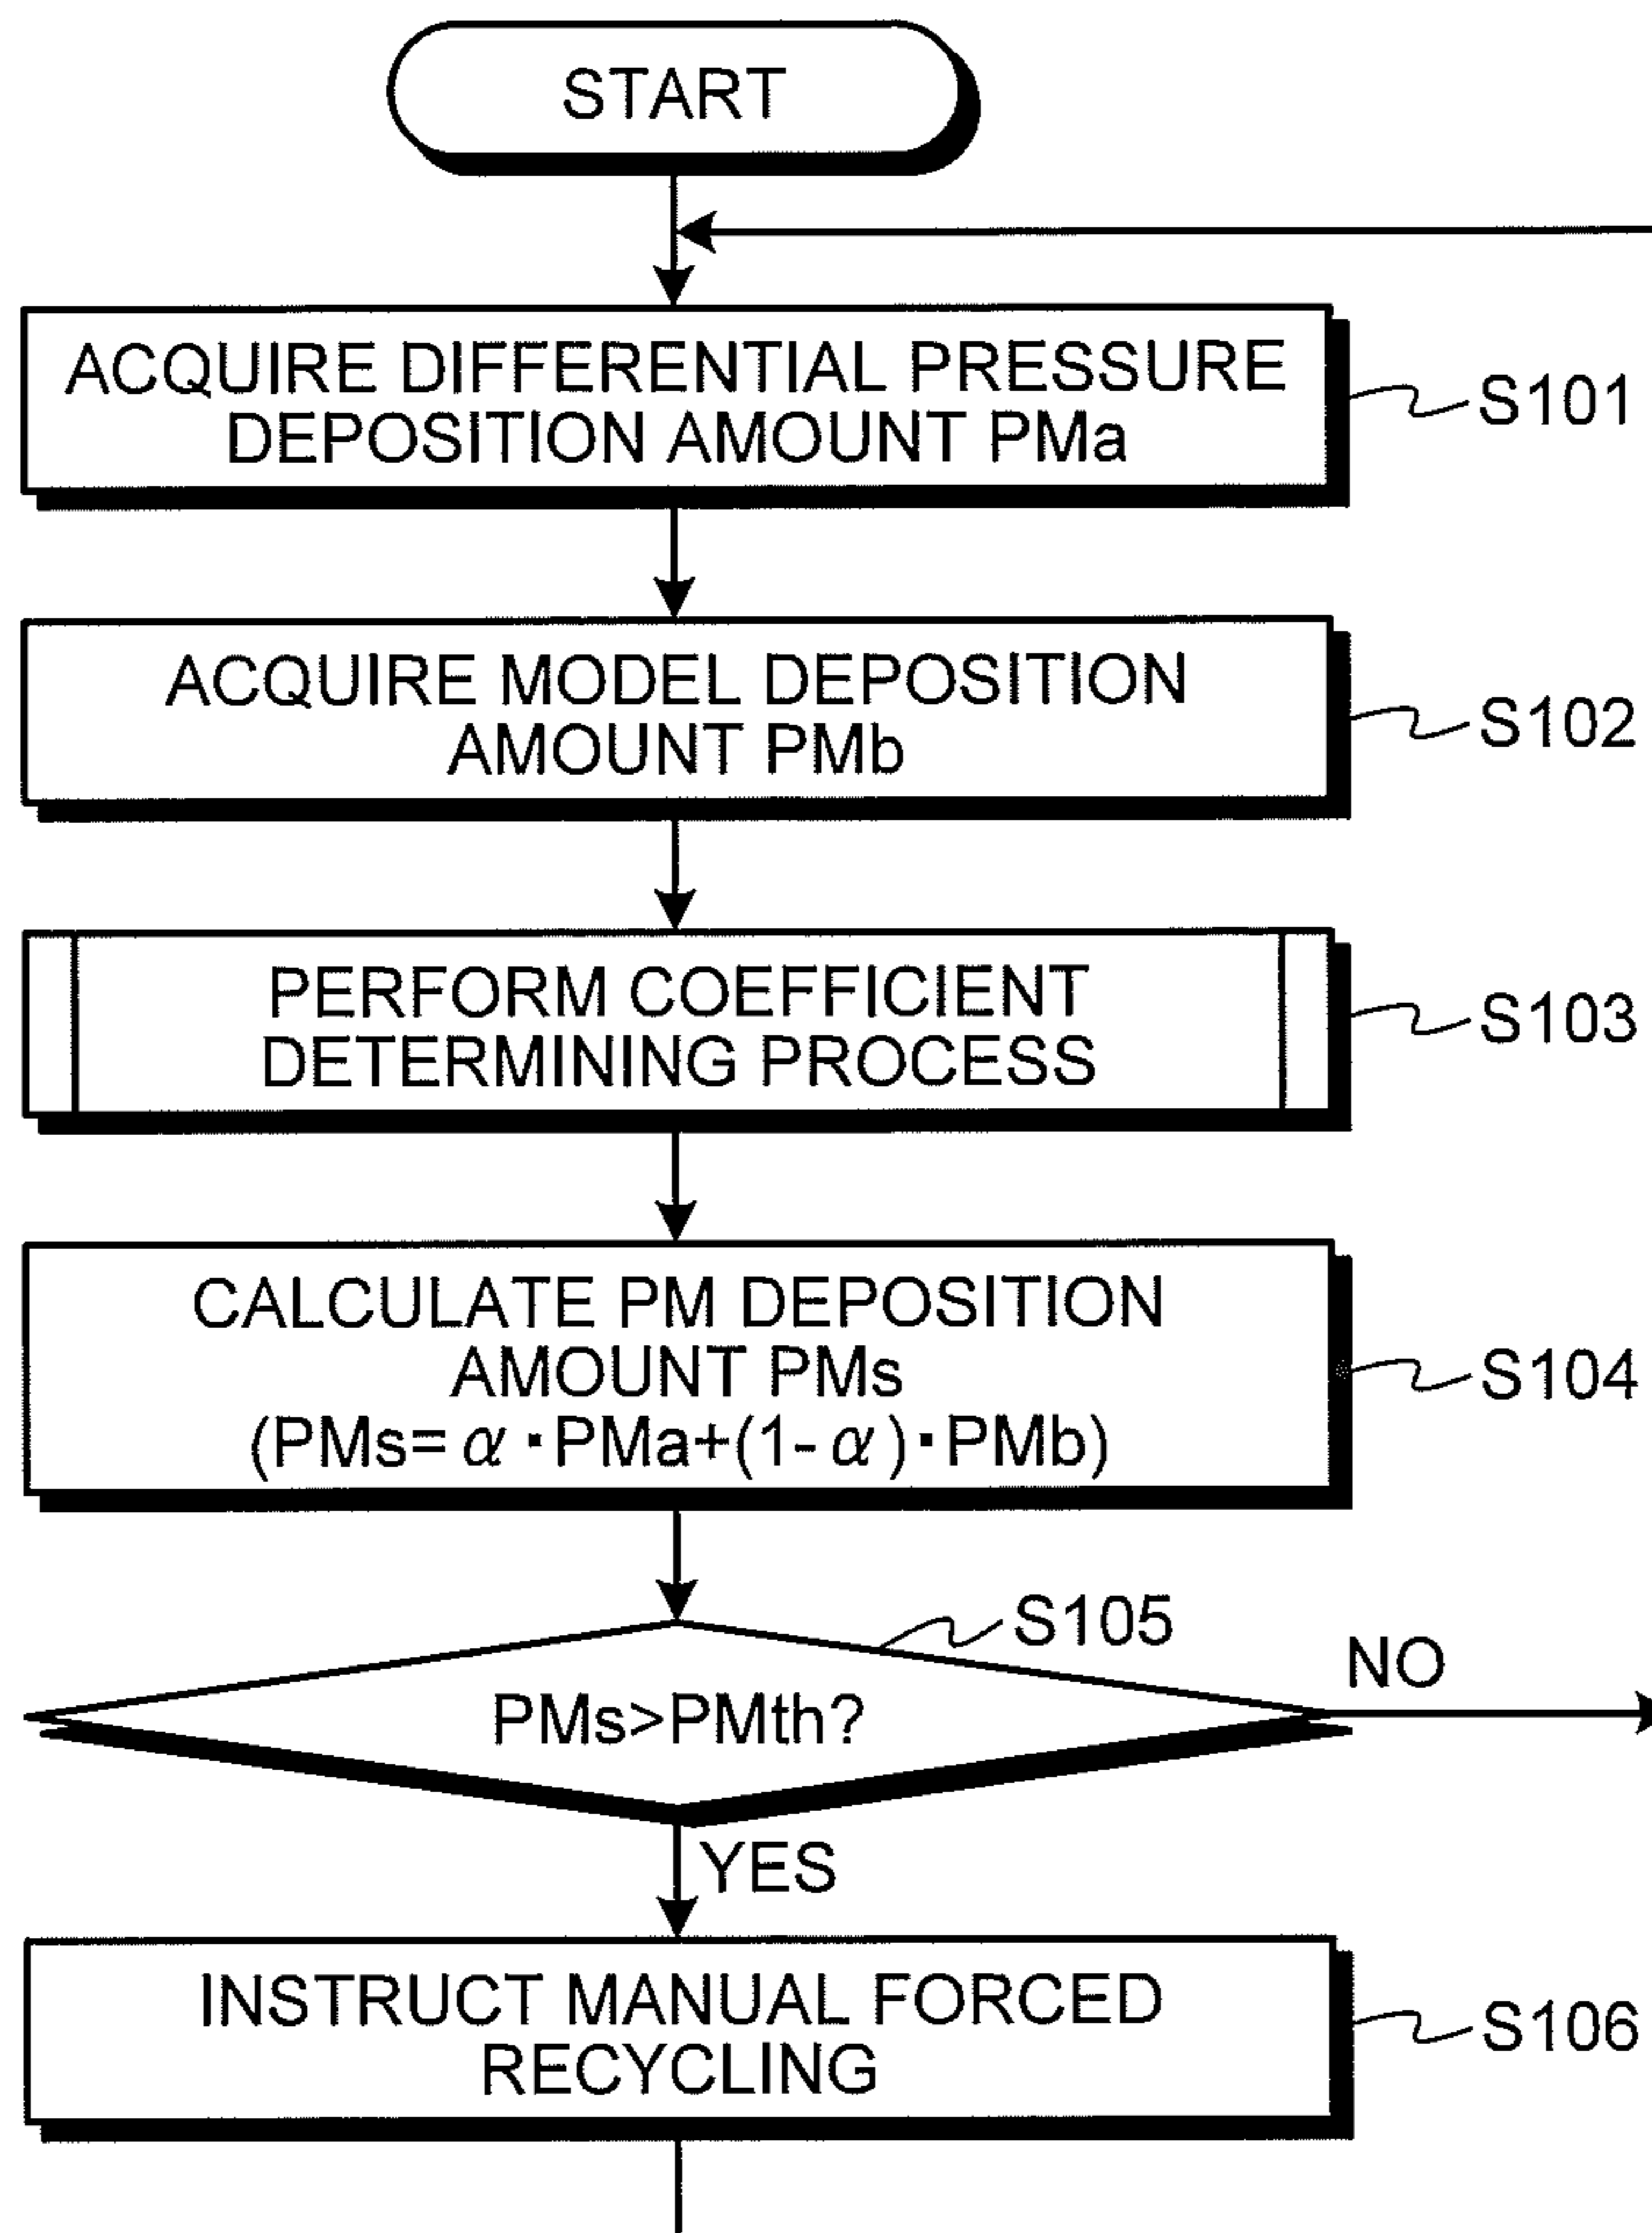 START
ACQUIRE DIFFERENTIAL PRESSURE
DEPOSITION AMOUNT PMa
S101
ACQUIRE MODEL DEPOSITION
AMOUNT PMb
S102
PERFORM COEFFICIENT
DETERMINING PROCESS
S103
CALCULATE PM DEPOSITION
AMOUNT PMs
(PMs=α·PMa+(1-α)·PMb)
S104
S105
PMs>PMth?
NO
YES
INSTRUCT MANUAL FORCED
RECYCLING
S106